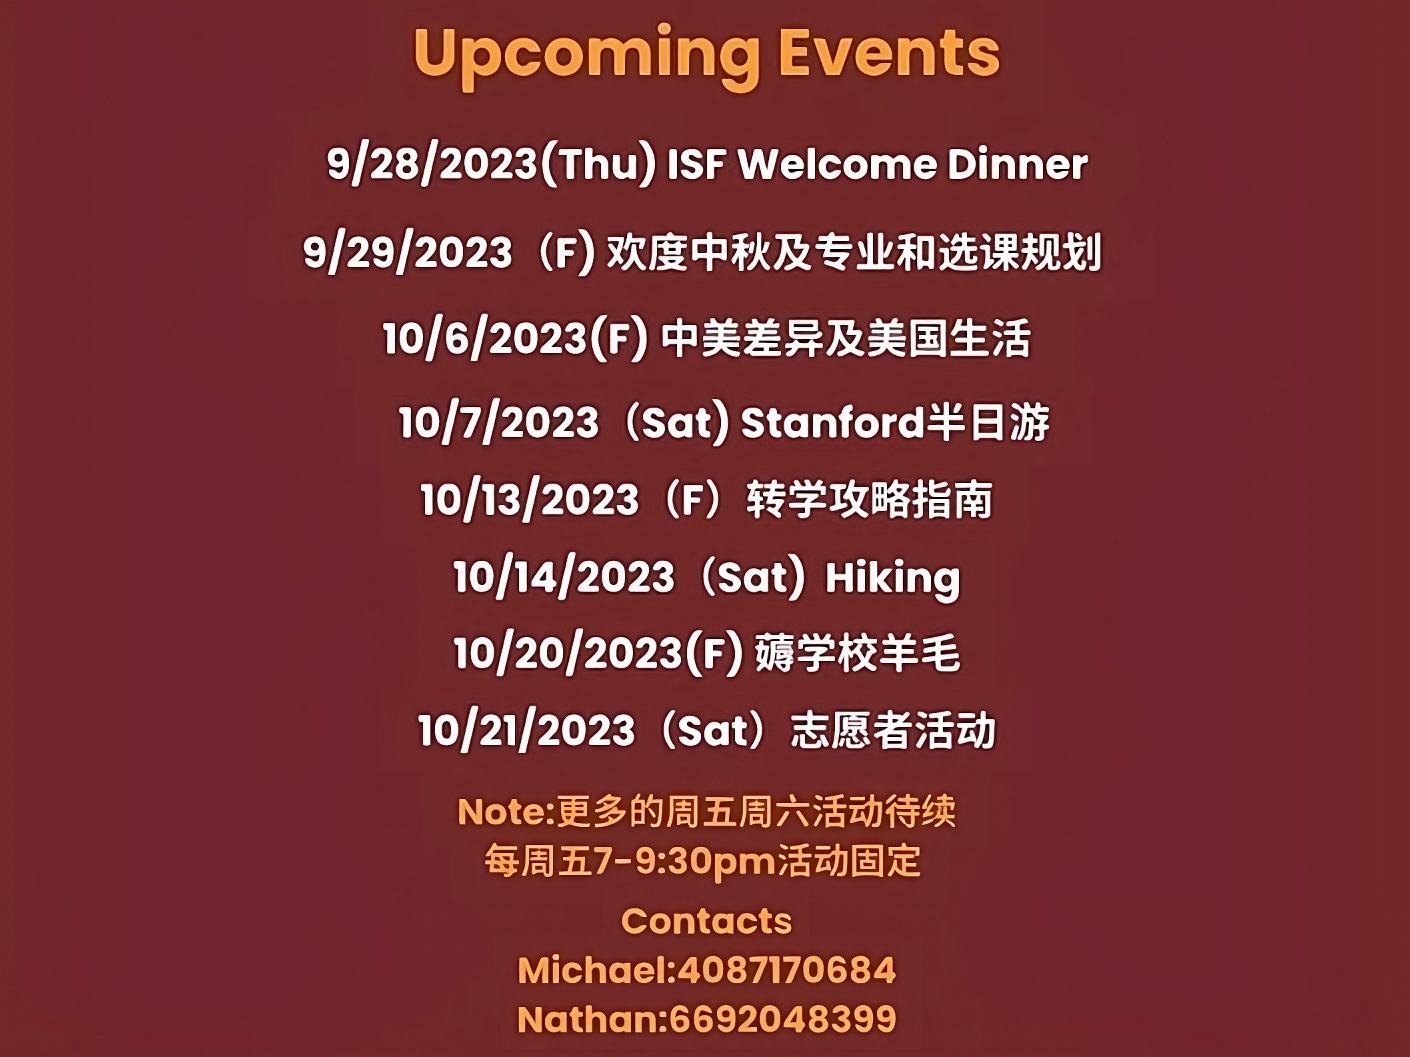 Upcoming Events
9/28/2023(Thu) ISF Welcome Dinner
9/29/2023（F) 欢度中秋及专业和选课规划
10/6/2023(F) 中美差异及美国生活
10/7/2023（Sat) Stanford半日游
10/13/2023（F）转学攻略指南
10/14/2023（Sat）Hiking
10/20/2023(F) 薅学校羊毛
10/21/2023（Sat）志愿者活动
Note:更多的周五周六活动待续
每周五7-9:30pm活动固定
Contacts
Michael:4087170684
Nathan:6692048399